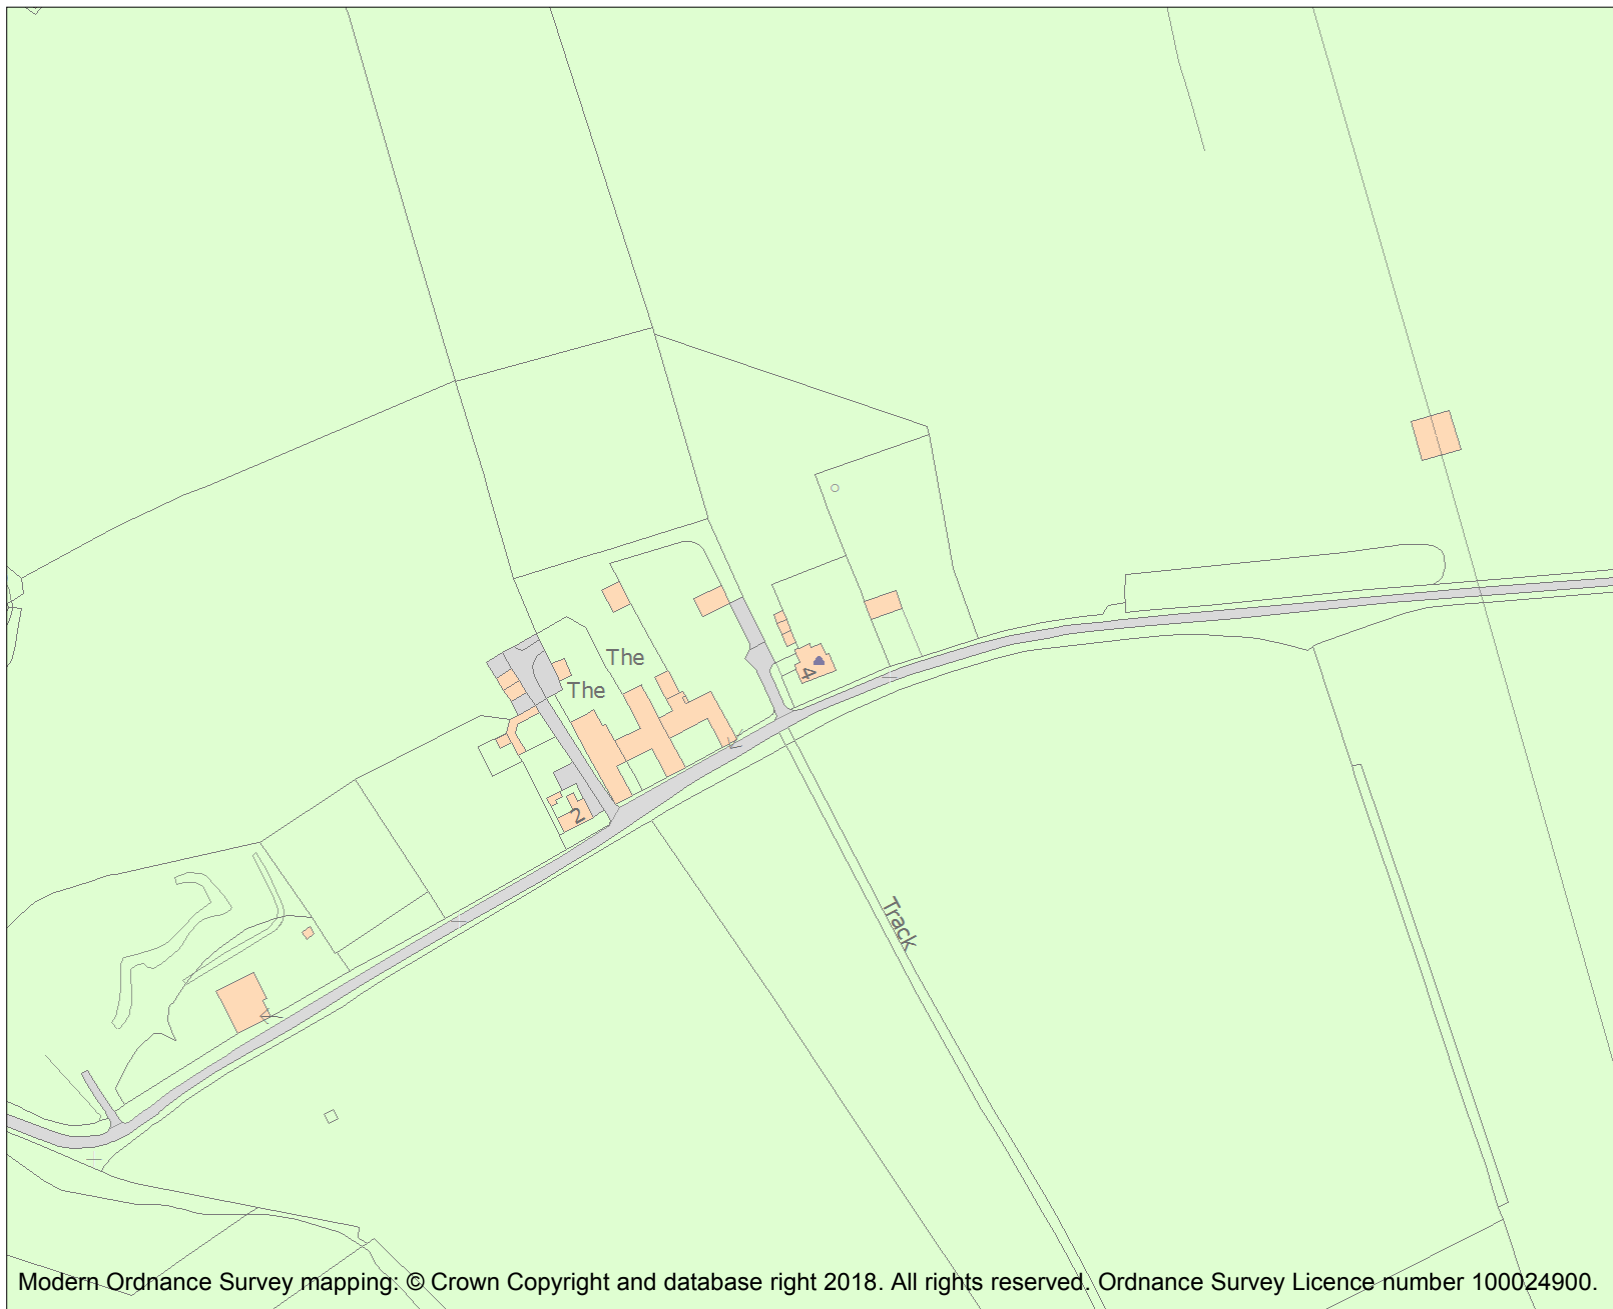 The
The
4
2
Track
Modern Ordnance Survey mapping: © Crown Copyright and database right 2018. All rights reserved. Ordnance Survey Licence number 100024900.